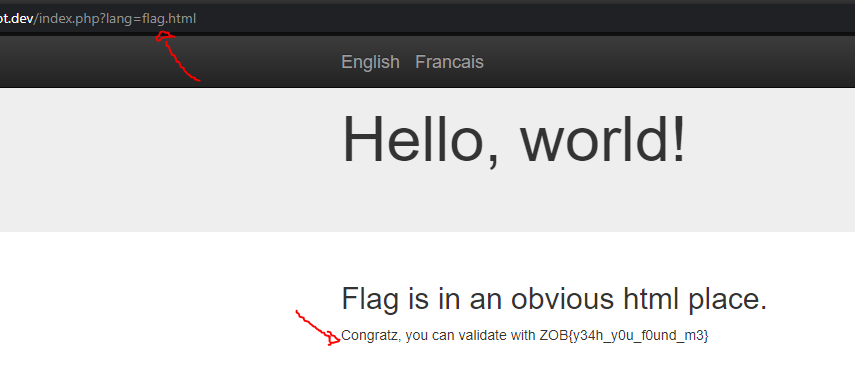 ot.dev/index.php?lang=flag.html
English Francais
Hello, world!
Flag is in an obvious html place.
Congratz, you can validate with ZOB{y34h_y0u_f0und_m3}